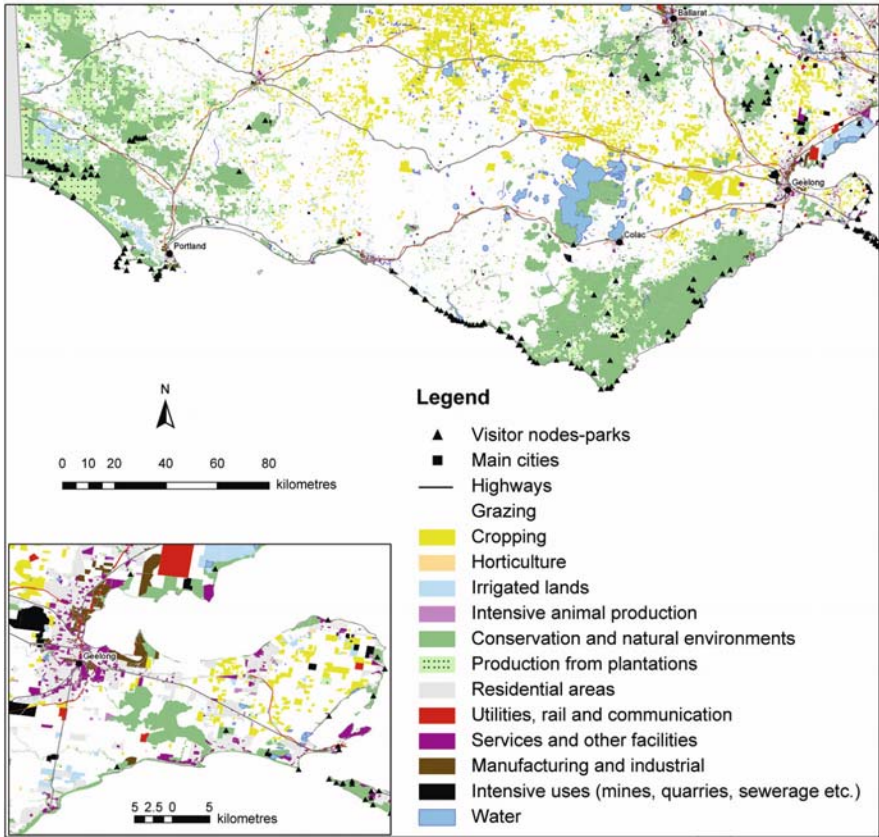 Ballarat
Geelong
Portland
Colac
N
0 10 20 40 60 80
kilometres
Legend
Visitor nodes-parks
Main cities
Highways
Grazing
Cropping
Horticulture
Irrigated lands
Intensive animal production
Conservation and natural environments
Production from plantations
Residential areas
Utilities, rail and communication
Services and other facilities
Manufacturing and industrial
Intensive uses (mines, quarries, sewerage etc.)
Water
Geelong
5 2.5 0 5
kilometres